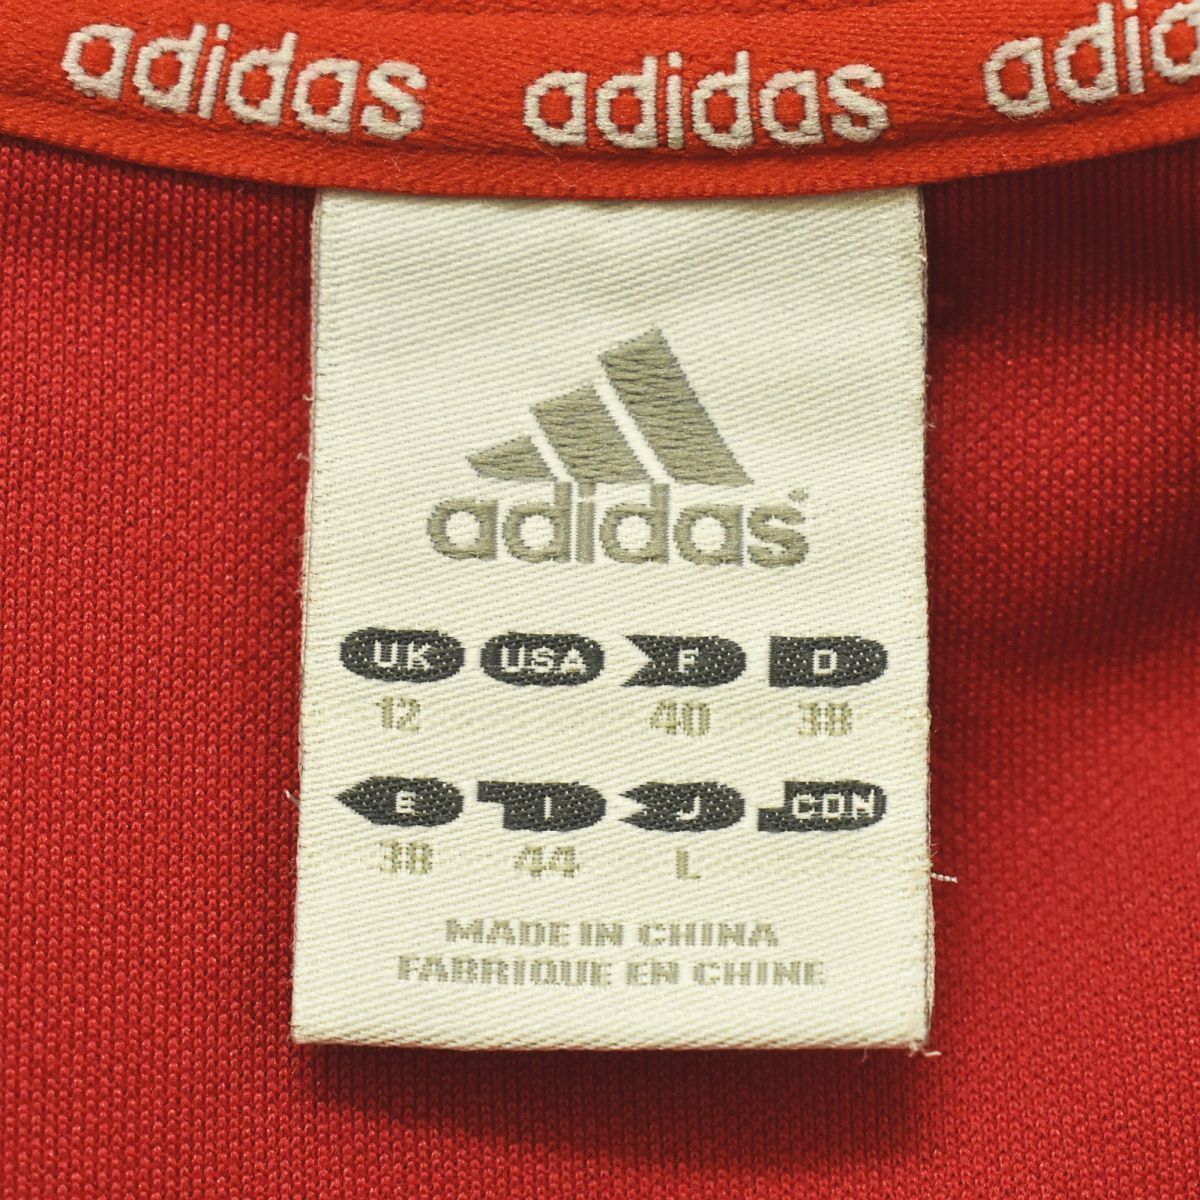 adidas adidas adid
adidas
UK USA F D
12 40 38
E I J CON
38 44 L
MADE IN CHINA
FABRIQUE EN CHINE